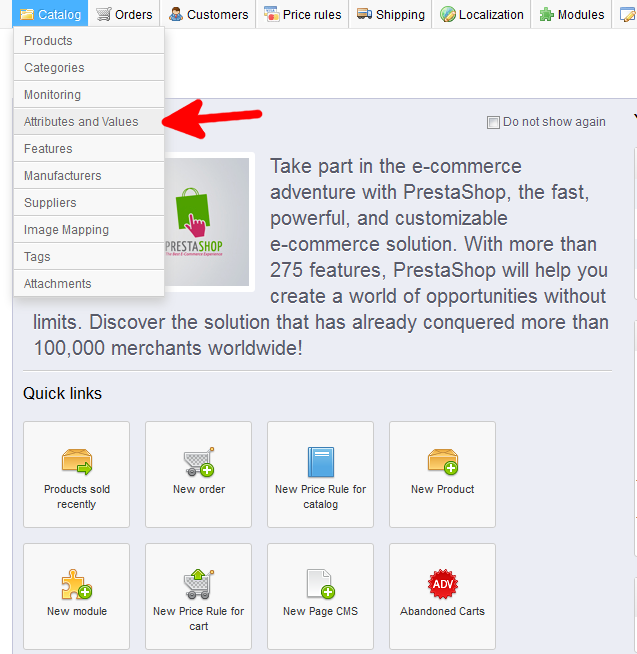 Catalog
Orders
Customers
Price rules
Shipping
Localization
Modules
Products
Categories
Monitoring
Attributes and Values
Features
Manufacturers
Suppliers
Image Mapping
Tags
Attachments
Do not show again
PRESTASHOP
The Best E-Commerce Experience
Take part in the e-commerce
adventure with PrestaShop, the fast,
powerful, and customizable
e-commerce solution. With more than
275 features, PrestaShop will help you
create a world of opportunities without
limits. Discover the solution that has already conquered more than
100,000 merchants worldwide!
Quick links
Products sold
recently
New order
New Price Rule for
catalog
New Product
New module
New Price Rule for
cart
New Page CMS
ADV
Abandoned Carts